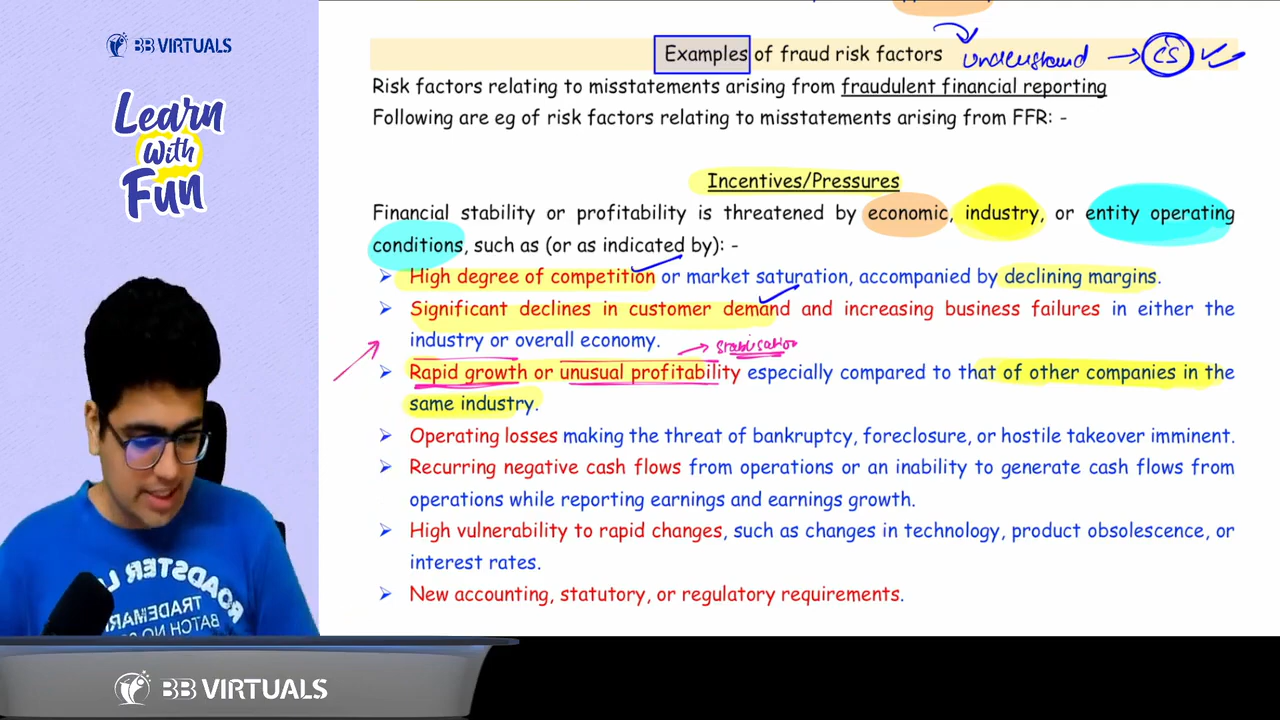 BB VIRTUALS
Learn
With
Fun
Examples of fraud risk factors understand → CS
Risk factors relating to misstatements arising from fraudulent financial reporting
Following are eg of risk factors relating to misstatements arising from FFR: -
Incentives/Pressures
Financial stability or profitability is threatened by economic, industry, or entity operating
conditions, such as (or as indicated by): -
➢ High degree of competition or market saturation, accompanied by declining margins.
➢ Significant declines in customer demand and increasing business failures in either the
industry or overall economy.
→ stabilisation
➢ Rapid growth or unusual profitability especially compared to that of other companies in the
same industry.
➢ Operating losses making the threat of bankruptcy, foreclosure, or hostile takeover imminent.
➢ Recurring negative cash flows from operations or an inability to generate cash flows from
operations while reporting earnings and earnings growth.
➢ High vulnerability to rapid changes, such as changes in technology, product obsolescence, or
interest rates.
➢ New accounting, statutory, or regulatory requirements.
ROADSTER
TRADEMAR
BATCH NO
BB VIRTUALS